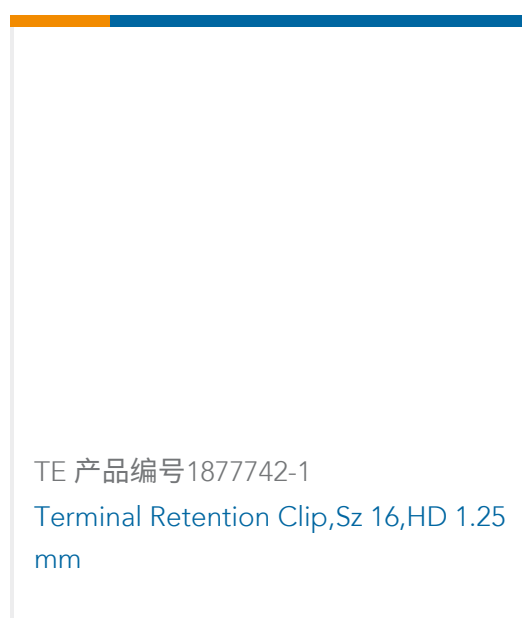 TE 产品编号1877742-1
Terminal Retention Clip,Sz 16,HD 1.25
mm